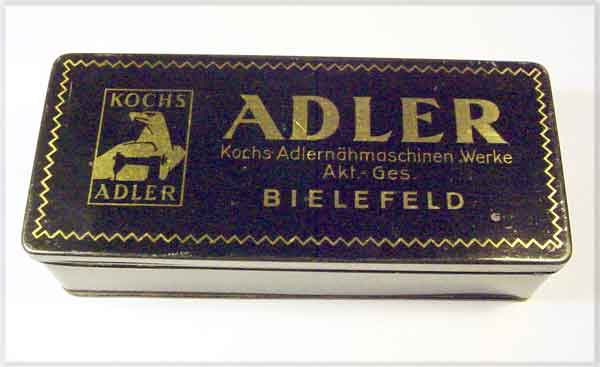 KOCHS
ADLER
ADLER
Kochs Adlernähmaschinen Werke
Akt.- Ges.
BIELEFELD